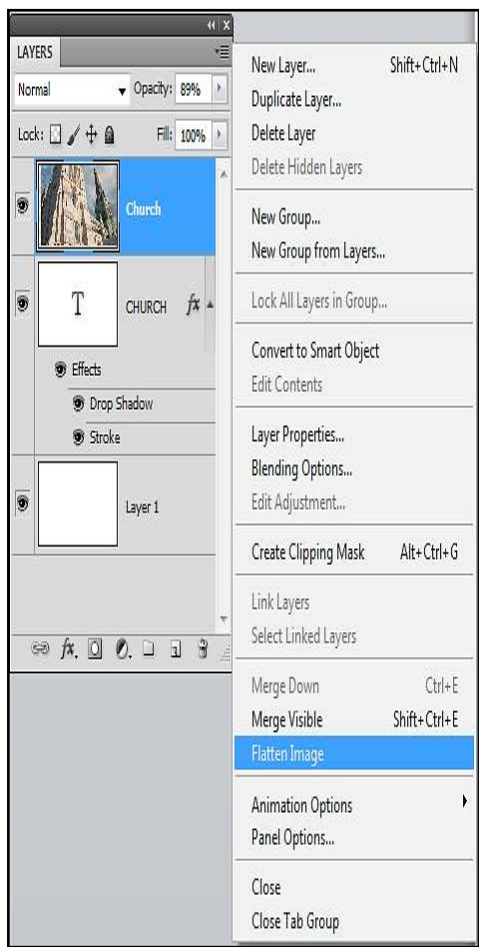 LAYERS
Normal Opacity: 89%
Lock: Fill: 100%
Church
T CHURCH fx
Effects
Drop Shadow
Stroke
Layer 1
fx
New Layer... Shift+Ctrl+N
Duplicate Layer...
Delete Layer
Delete Hidden Layers
New Group...
New Group from Layers...
Lock All Layers in Group...
Convert to Smart Object
Edit Contents
Layer Properties...
Blending Options...
Edit Adjustment...
Create Clipping Mask Alt+Ctrl+G
Link Layers
Select Linked Layers
Merge Down Ctrl+E
Merge Visible Shift+Ctrl+E
Flatten Image
Animation Options
Panel Options...
Close
Close Tab Group